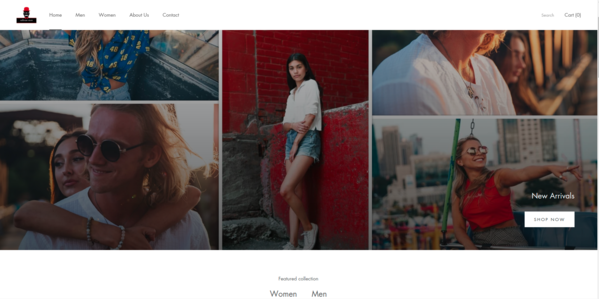 Home Men Women About Us Contact Search Cart (0)
New Arrivals
SHOP NOW
Featured collection
Women Men